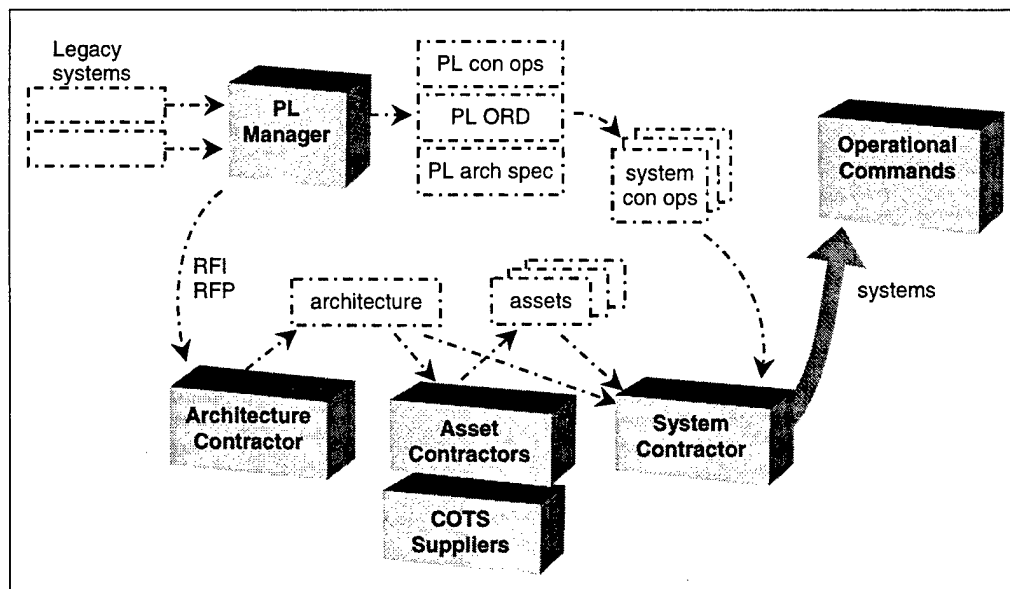 Legacy
systems
PL
Manager
PL con ops
PL ORD
PL arch spec
system
con ops
Operational
Commands
RFI
RFP
architecture
assets
systems
Architecture
Contractor
Asset
Contractors
System
Contractor
COTS
Suppliers